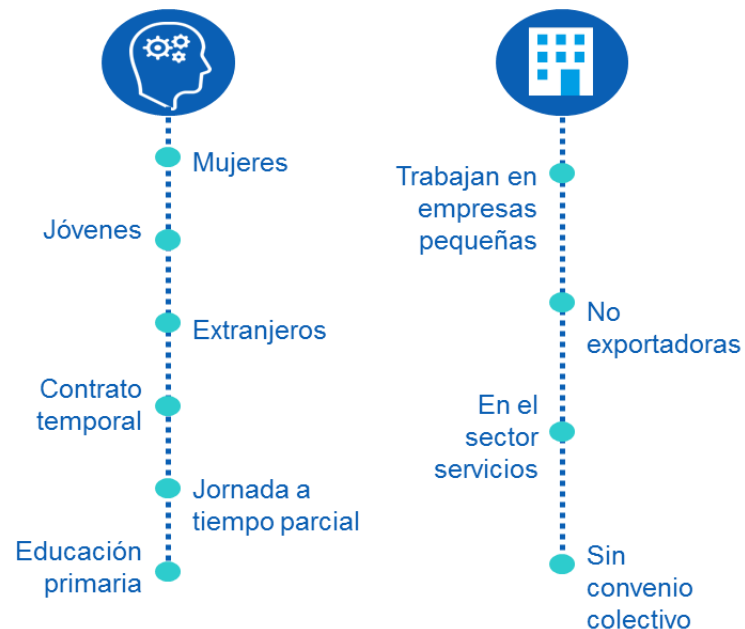 Mujeres
Jóvenes
Extranjeros
Contrato
temporal
Jornada a
tiempo parcial
Educación
primaria
Trabajan en
empresas
pequeñas
No
exportadoras
En el
sector
servicios
Sin
convenio
colectivo